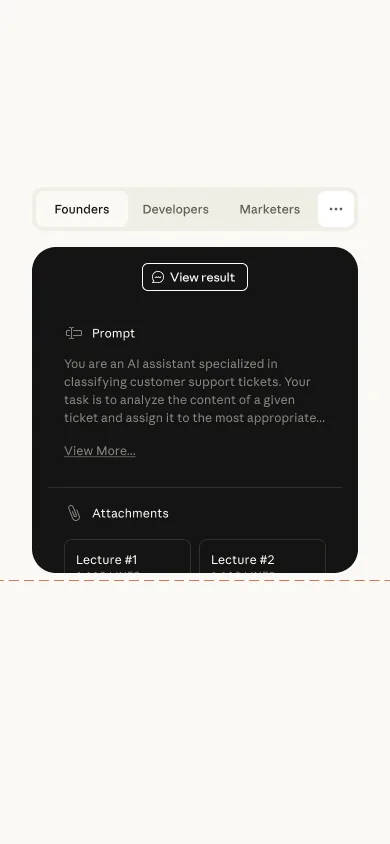 Founders Developers Marketers ...
View result
Prompt
You are an AI assistant specialized in
classifying customer support tickets. Your
task is to analyze the content of a given
ticket and assign it to the most appropriate...
View More...
Attachments
Lecture #1 Lecture #2